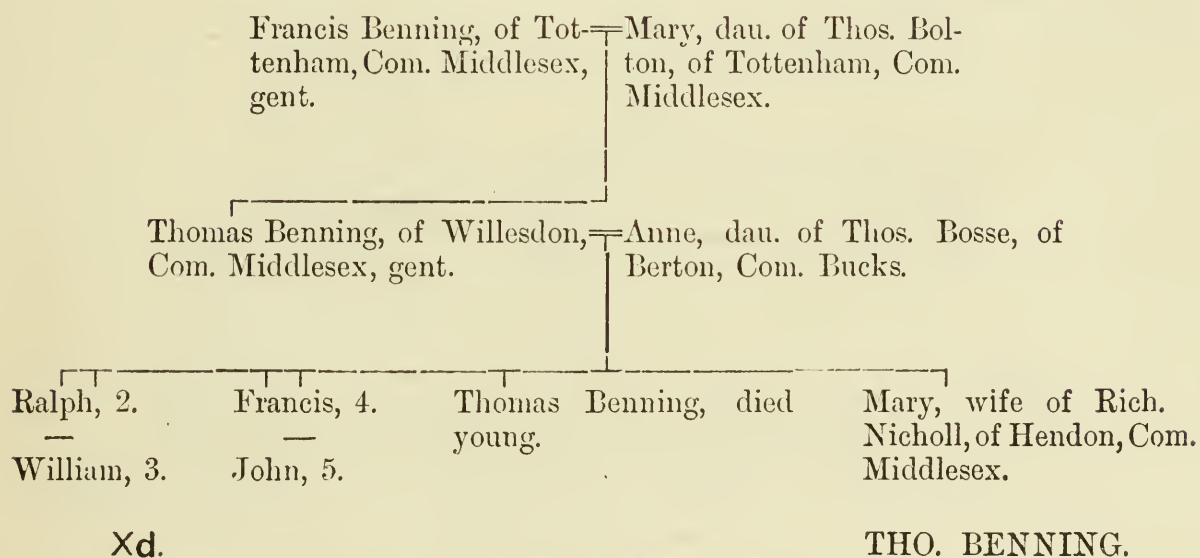 Francis Benning, of Tot-
tenham, Com. Middlesex,
gent.
Mary, dau. of Thos. Bol-
ton, of Tottenham, Com.
Middlesex.
Thomas Benning, of Willesdon,
Com. Middlesex, gent.
Anne, dau. of Thos. Bosse, of
Berton, Com. Bucks.
Ralph, 2.
—
William, 3.
Francis, 4.
—
John, 5.
Thomas Benning, died
young.
Mary, wife of Rich.
Nicholl, of Hendon, Com.
Middlesex.
Xd.
THO. BENNING.